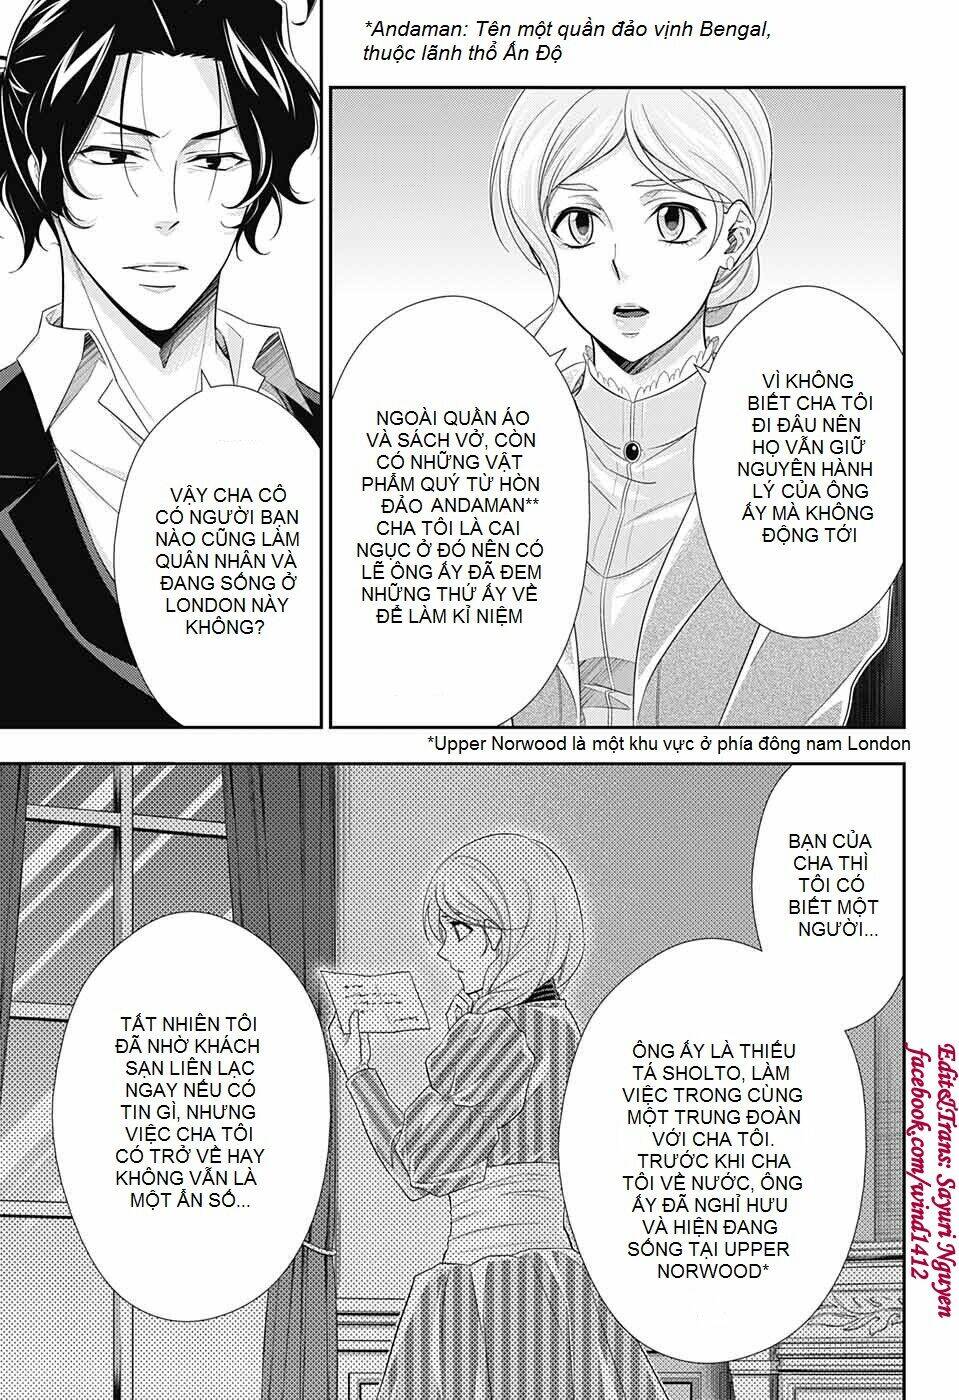 *Andaman: Tên một quần đảo vịnh Bengal,
thuộc lãnh thổ Ấn Độ
VÌ KHÔNG
BIẾT CHA TÔI
ĐI ĐÂU NÊN
HỌ VẪN GIỮ
NGUYÊN HÀNH
LÝ CỦA ÔNG
ẤY MÀ KHÔNG
ĐỘNG TỚI
NGOÀI QUẦN ÁO
VÀ SÁCH VỞ, CÒN
CÓ NHỮNG VẬT
PHẨM QUÝ TỪ HÒN
ĐẢO ANDAMAN**
CHA TÔI LÀ CAI
NGỤC Ở ĐÓ NÊN CÓ
LẼ ÔNG ẤY ĐÃ ĐEM
NHỮNG THỨ ẤY VỀ
ĐỂ LÀM KỈ NIỆM
VẬY CHA CÔ
CÓ NGƯỜI BẠN
NÀO CŨNG LÀM
QUÂN NHÂN VÀ
ĐANG SỐNG Ở
LONDON NÀY
KHÔNG?
*Upper Norwood là một khu vực ở phía đông nam London
BẠN CỦA
CHA THÌ
TÔI CÓ
BIẾT MỘT
NGƯỜI...
ÔNG ẤY LÀ THIẾU
TÁ SHOLTO, LÀM
VIỆC TRONG CÙNG
MỘT TRUNG ĐOÀN
VỚI CHA TÔI.
TRƯỚC KHI CHA
TÔI VỀ NƯỚC, ÔNG
ẤY ĐÃ NGHỈ HƯU
VÀ HIỆN ĐANG
SỐNG TẠI UPPER
NORWOOD*
TẤT NHIÊN TÔI
ĐÃ NHỜ KHÁCH
SẠN LIÊN LẠC
NGAY NẾU CÓ
TIN GÌ, NHƯNG
VIỆC CHA TÔI
CÓ TRỞ VỀ HAY
KHÔNG VẪN LÀ
MỘT ẨN SỐ...
Edit&Trans: Sayuri Nguyen
facebook.com/wind1412